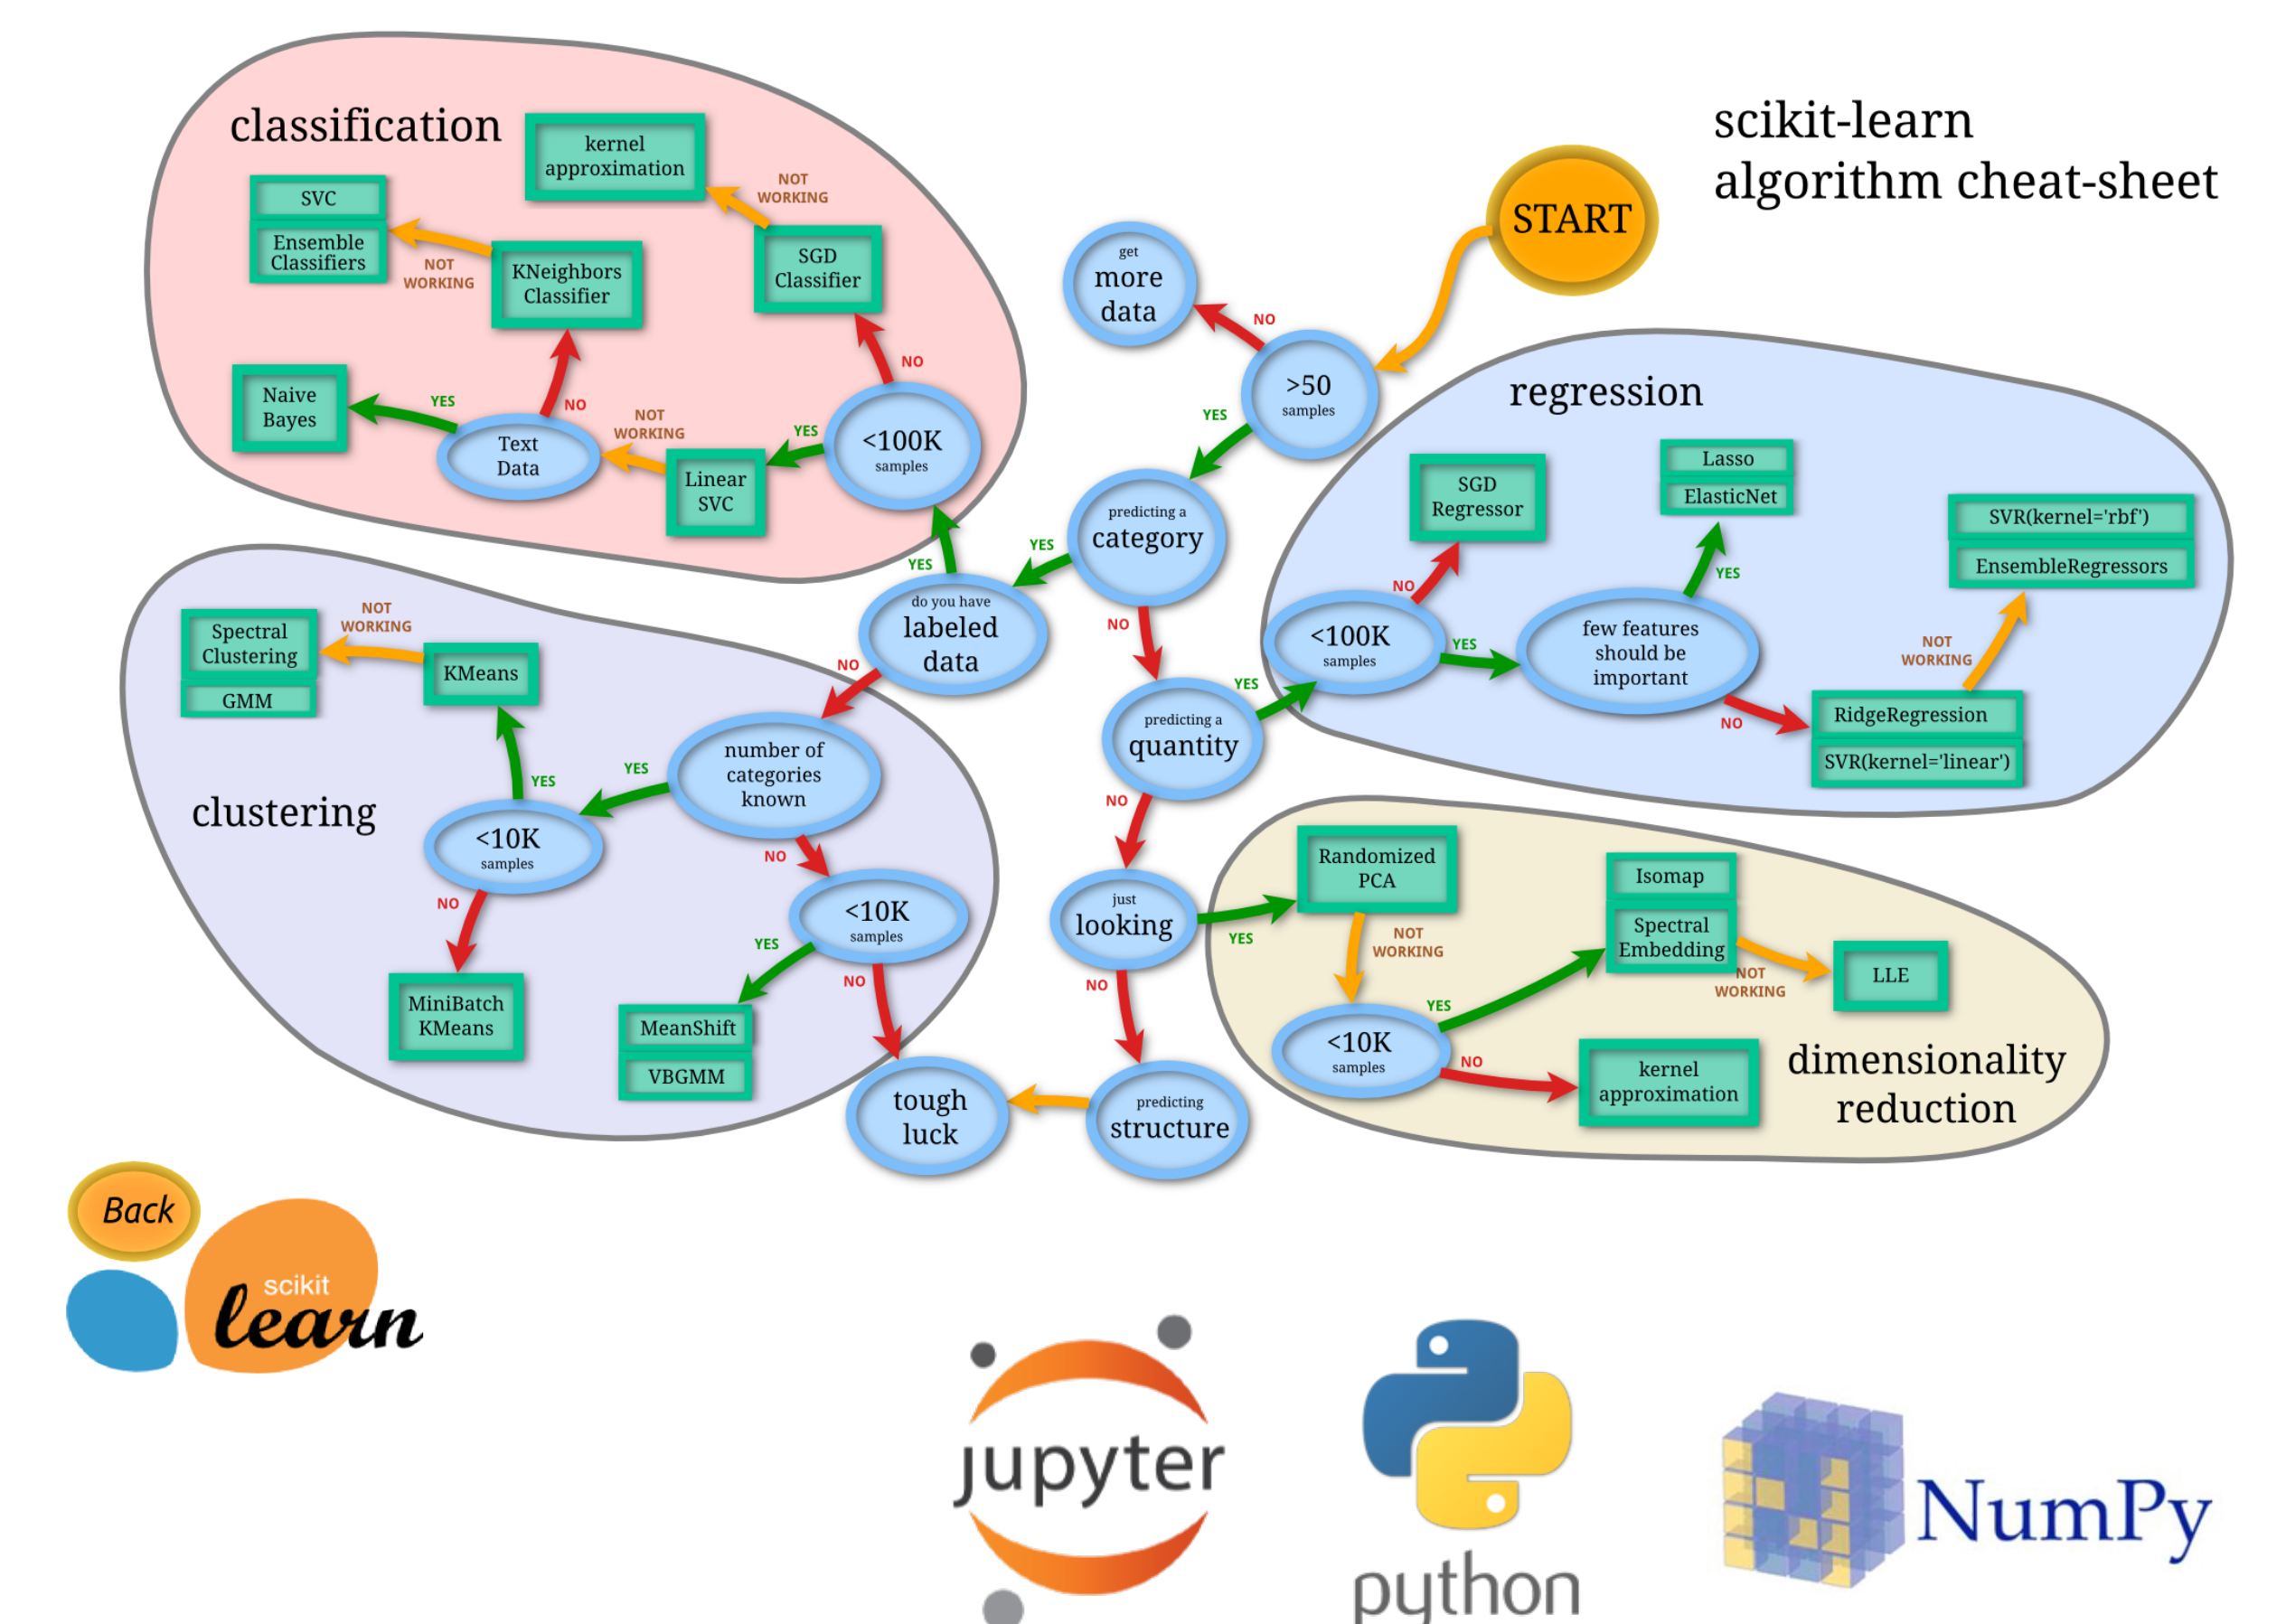 scikit-learn
algorithm cheat-sheet
START
get
more
data
NO
>50
samples
YES
predicting a
category
YES
NO
do you have
labeled
data
YES
NO
predicting a
quantity
YES
NO
just
looking
YES
NO
predicting
structure
tough
luck
classification
kernel
approximation
NOT
WORKING
SVC
Ensemble
Classifiers
NOT
WORKING
KNeighbors
Classifier
SGD
Classifier
NO
Naive
Bayes
YES
NO
Text
Data
NOT
WORKING
Linear
SVC
YES
<100K
samples
regression
SGD
Regressor
Lasso
ElasticNet
SVR(kernel='rbf')
EnsembleRegressors
NO
YES
<100K
samples
YES
few features
should be
important
NOT
WORKING
NO
RidgeRegression
SVR(kernel='linear')
clustering
Spectral
Clustering
GMM
NOT
WORKING
KMeans
number of
categories
known
YES
YES
<10K
samples
NO
NO
<10K
samples
YES
NO
MiniBatch
KMeans
MeanShift
VBGMM
dimensionality
reduction
Randomized
PCA
NOT
WORKING
Isomap
Spectral
Embedding
NOT
WORKING
LLE
YES
<10K
samples
NO
kernel
approximation
Back
scikit
learn
jupyter
python
NumPy